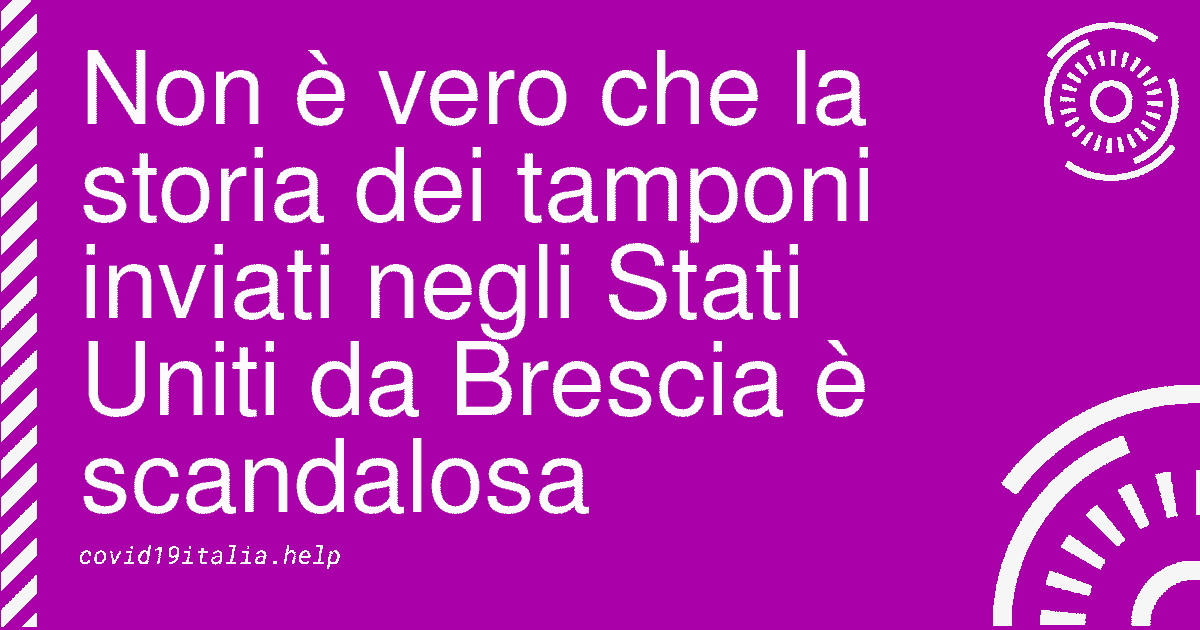 Non è vero che la
storia dei tamponi
inviati negli Stati
Uniti da Brescia è
scandalosa
covid19italia.help